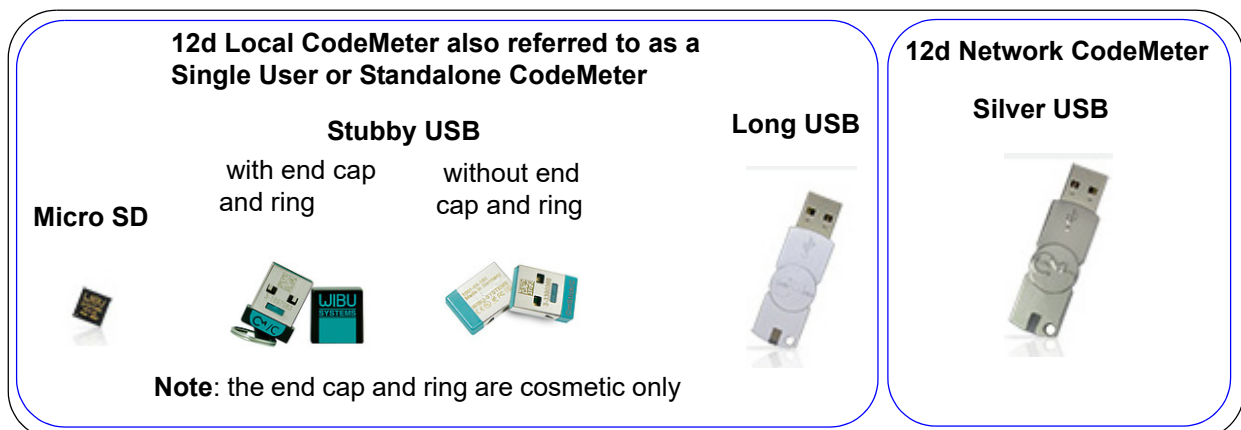 12d Local CodeMeter also referred to as a
Single User or Standalone CodeMeter
Stubby USB
with end cap
and ring
without end
cap and ring
Micro SD
Long USB
WIBU
SYSTEMS
Note: the end cap and ring are cosmetic only
12d Network CodeMeter
Silver USB